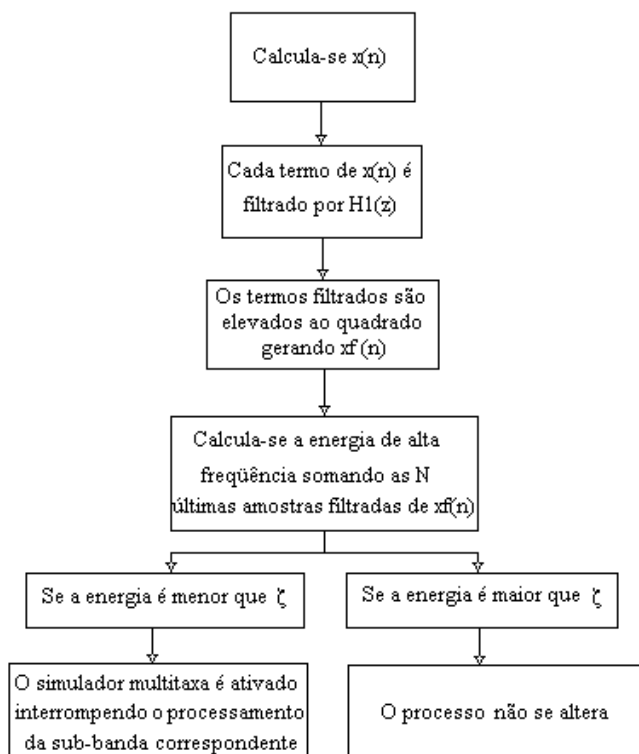 Calcula-se x(n)
Cada termo de x(n) é
filtrado por H1(z)
Os termos filtrados são
elevados ao quadrado
gerando xf (n)
Calcula-se a energia de alta
freqüência somando as N
últimas amostras filtradas de xf(n)
Se a energia é menor que ζ
Se a energia é maior que ζ
O simulador multitaxa é ativado
interrompendo o processamento
da sub-banda correspondente
O processo não se altera